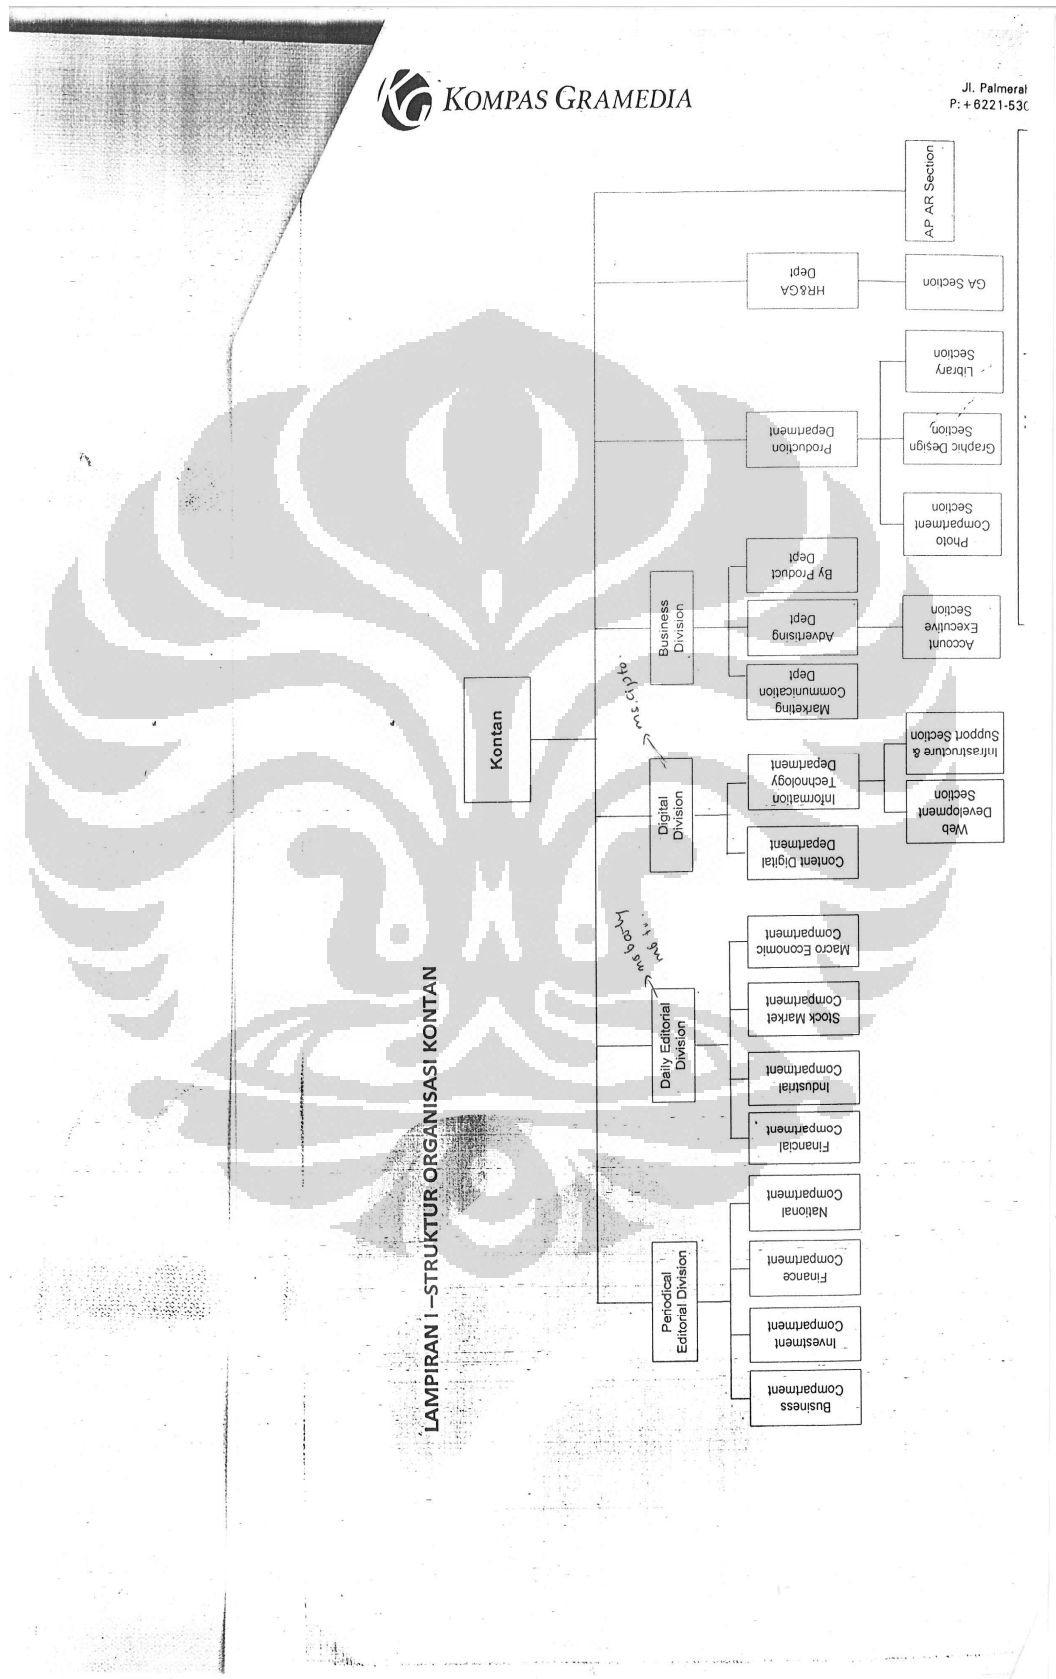 KG KOMPAS GRAMEDIA
Jl. Palmerah
P: +6221-530
LAMPIRAN I – STRUKTUR ORGANISASI KONTAN
Kontan
Periodical
Editorial Division
Business
Compartment
Investment
Compartment
Finance
Compartment
National
Compartment
Daily Editorial
Division
Financial
Compartment
Industrial
Compartment
Stock Market
Compartment
Macro Economic
Compartment
Digital
Division
ms.cipto.
Content Digital
Department
Information
Technology
Department
Web
Development
Section
Infrastructure &
Support Section
Business
Division
Marketing
Communication
Dept
Advertising
Dept
Account
Executive
Section
By Product
Dept
Production
Department
Photo
Compartment
Section
Graphic Design
Section
Library
Section
HR&GA
Dept
GA Section
AP AR Section